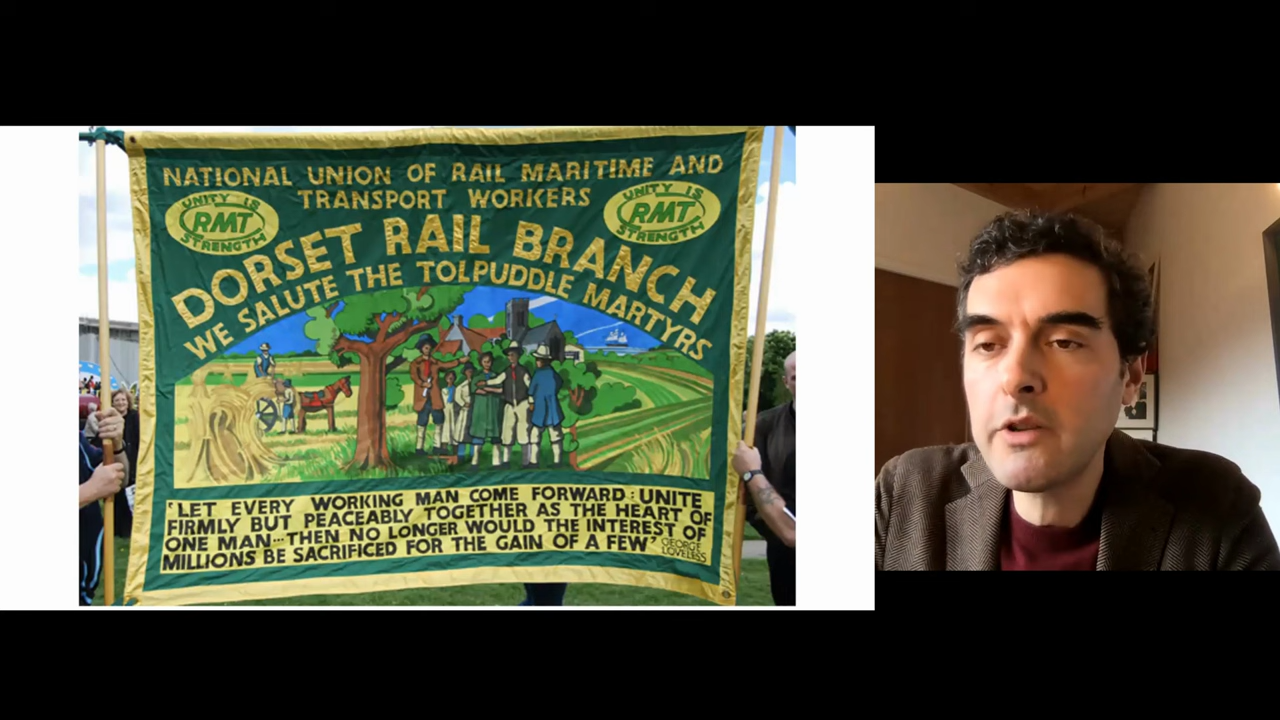 NATIONAL UNION OF RAIL MARITIME AND
TRANSPORT WORKERS
UNITY IS
RMT
STRENGTH
UNITY IS
RMT
STRENGTH
DORSET RAIL BRANCH
WE SALUTE THE TOLPUDDLE MARTYRS
'LET EVERY WORKING MAN COME FORWARD : UNITE
FIRMLY BUT PEACEABLY TOGETHER AS THE HEART OF
ONE MAN...THEN NO LONGER WOULD THE INTEREST OF
MILLIONS BE SACRIFICED FOR THE GAIN OF A FEW'
GEORGE
LOVELESS